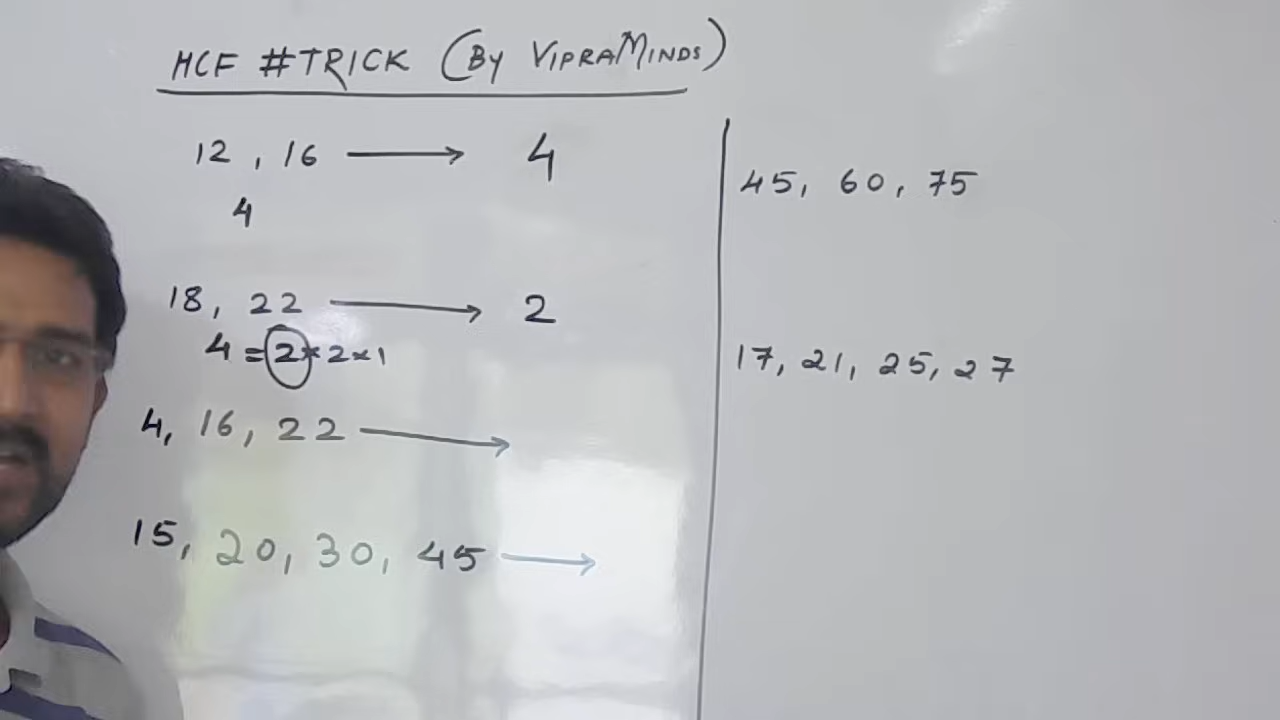 HCF #TRICK (BY VIPRAMINDS)
12, 16 → 4
4
18, 22 → 2
4 = 2 × 2 × 1
4, 16, 22 →
15, 20, 30, 45 →
45, 60, 75
17, 21, 25, 27